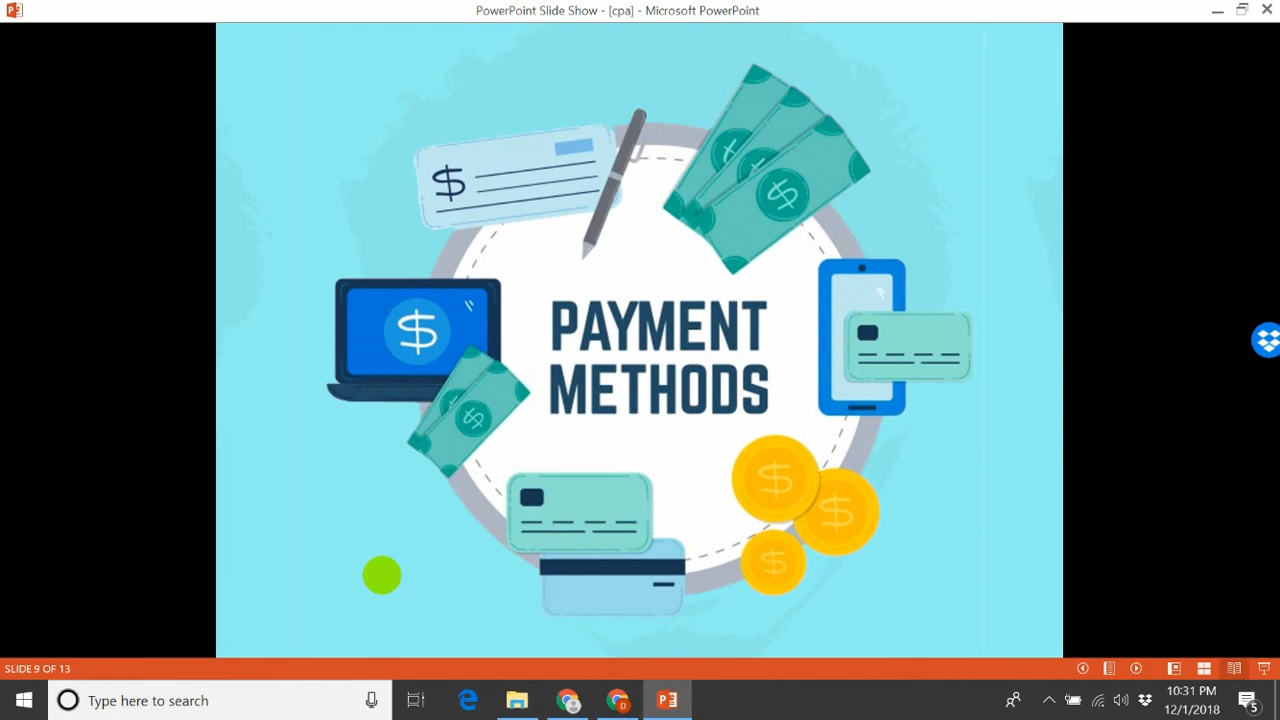 PowerPoint Slide Show - [cpa] - Microsoft PowerPoint
$
$
$
PAYMENT
METHODS
$
$
$
$
SLIDE 9 OF 13
Type here to search
10:31 PM
12/1/2018
5